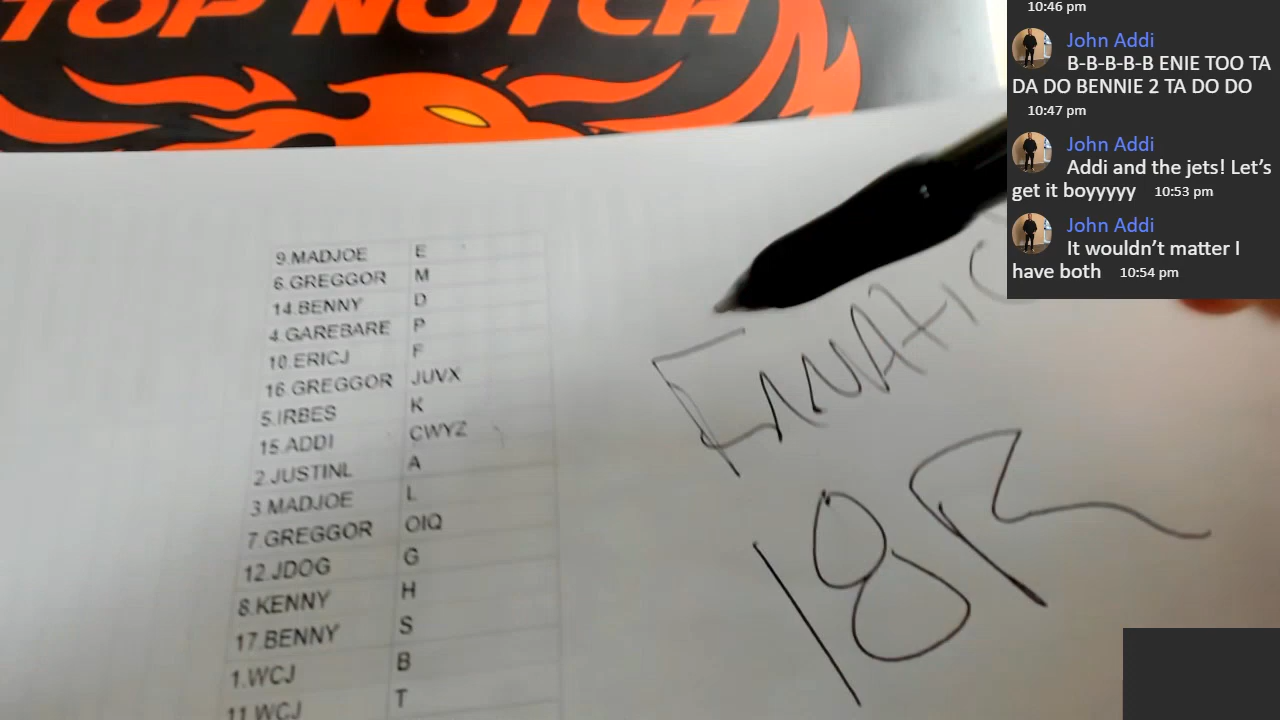 TOP NOTCH
9.MADJOE E
6.GREGGOR M
14.BENNY D
4.GAREBARE P
10.ERICJ F
16.GREGGOR JUVX
5.IRBES K
15.ADDI CWYZ
2.JUSTINL A
3.MADJOE L
7.GREGGOR OIQ
12.JDOG G
8.KENNY H
17.BENNY S
1.WCJ B
11.WCJ T
18R
10:46 pm
John Addi
B-B-B-B-B ENIE TOO TA
DA DO BENNIE 2 TA DO DO
10:47 pm
John Addi
Addi and the jets! Let's
get it boyyyyy 10:53 pm
John Addi
It wouldn't matter I
have both 10:54 pm